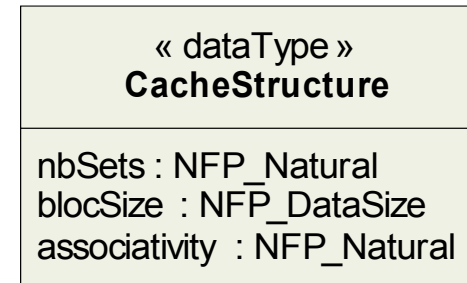 « dataType »
CacheStructure
nbSets : NFP_Natural
blocSize : NFP_DataSize
associativity : NFP_Natural